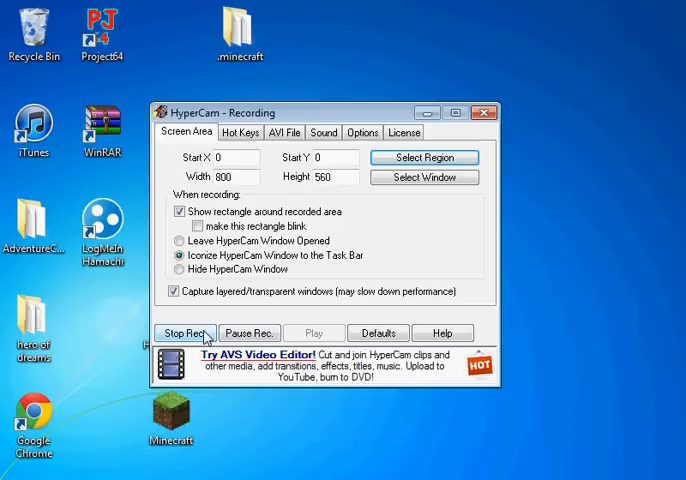 Recycle Bin
PJ
64
Project64
.minecraft
iTunes
WinRAR
AdventureC...
LogMeIn
Hamachi
hero of
dreams
Google
Chrome
Minecraft
HyperCam - Recording
Screen Area
Hot Keys
AVI File
Sound
Options
License
Start X 0
Start Y 0
Select Region
Width 800
Height 560
Select Window
When recording:
Show rectangle around recorded area
make this rectangle blink
Leave HyperCam Window Opened
Iconize HyperCam Window to the Task Bar
Hide HyperCam Window
Capture layered/transparent windows (may slow down performance)
Stop Rec.
Pause Rec.
Play
Defaults
Help
Try AVS Video Editor! Cut and join HyperCam clips and
other media, add transitions, effects, titles, music. Upload to
YouTube, burn to DVD!
HOT